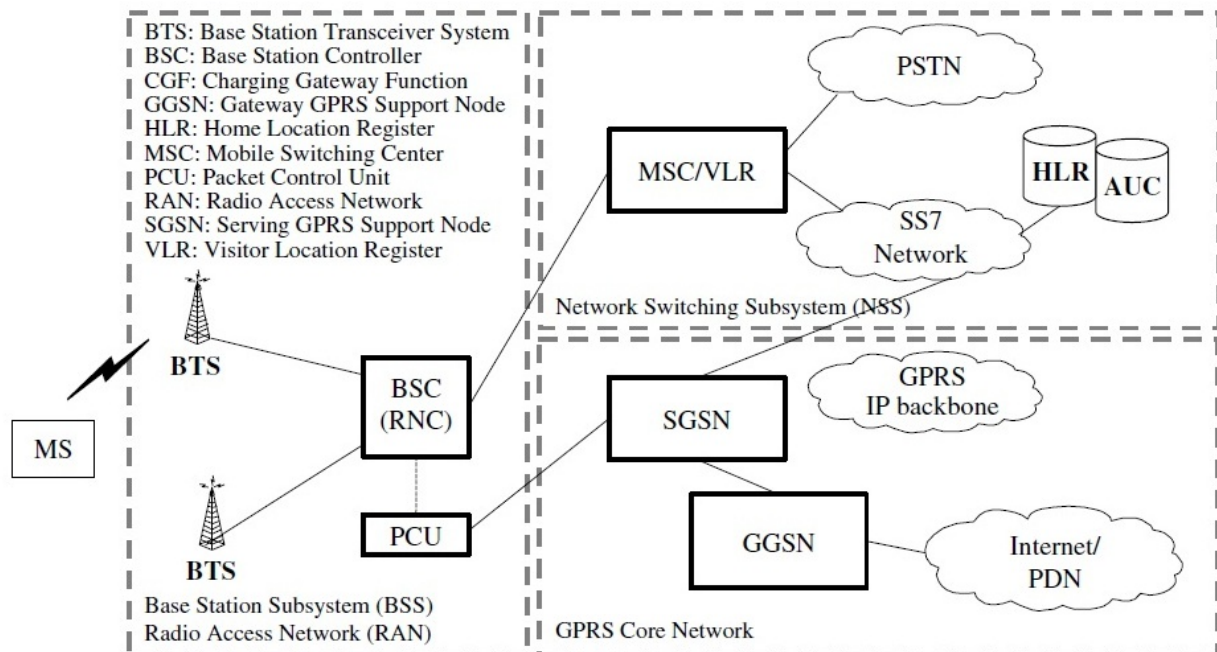 BTS: Base Station Transceiver System
BSC: Base Station Controller
CGF: Charging Gateway Function
GGSN: Gateway GPRS Support Node
HLR: Home Location Register
MSC: Mobile Switching Center
PCU: Packet Control Unit
RAN: Radio Access Network
SGSN: Serving GPRS Support Node
VLR: Visitor Location Register
BTS
MS
BSC
(RNC)
BTS
PCU
Base Station Subsystem (BSS)
Radio Access Network (RAN)
PSTN
MSC/VLR
HLR
AUC
SS7
Network
Network Switching Subsystem (NSS)
GPRS
IP backbone
SGSN
GGSN
Internet/
PDN
GPRS Core Network